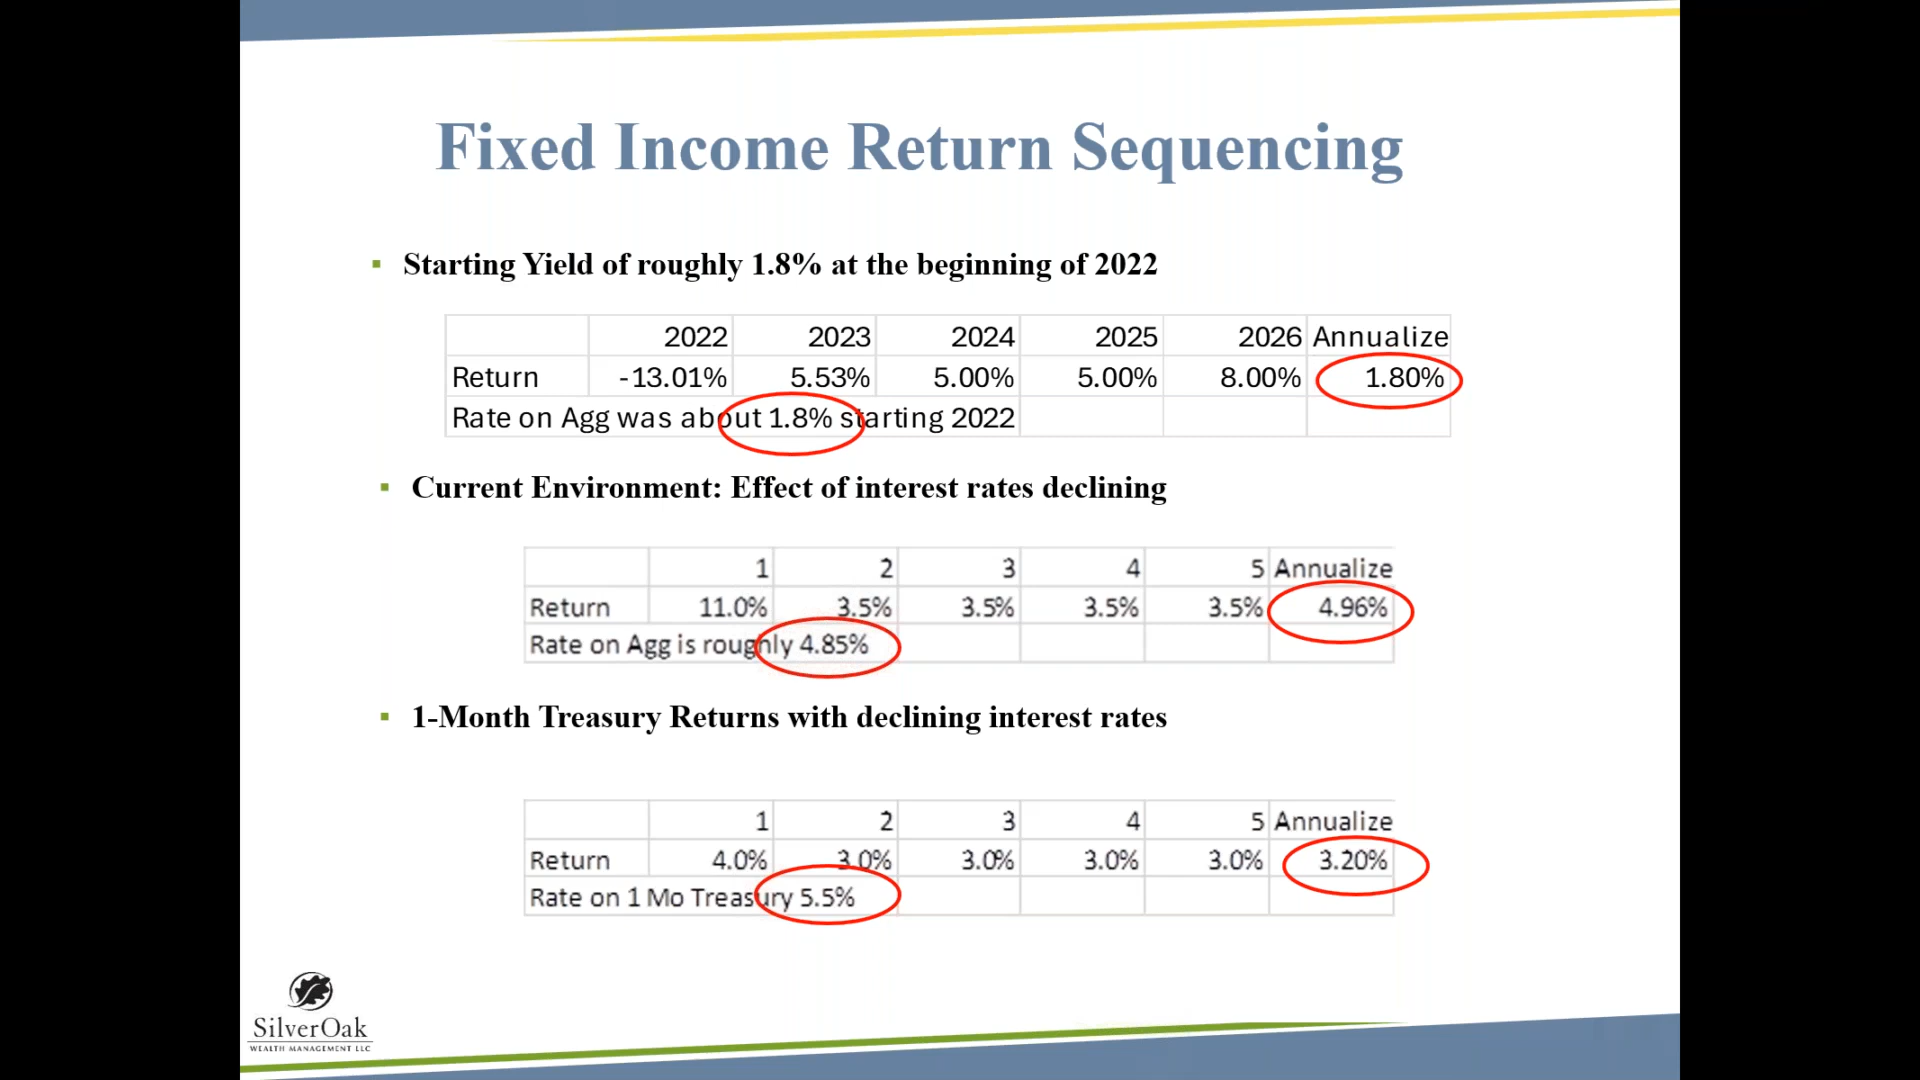 Fixed Income Return Sequencing
Starting Yield of roughly 1.8% at the beginning of 2022
2022 2023 2024 2025 2026 Annualize
Return -13.01% 5.53% 5.00% 5.00% 8.00% 1.80%
Rate on Agg was about 1.8% starting 2022
Current Environment: Effect of interest rates declining
1 2 3 4 5 Annualize
Return 11.0% 3.5% 3.5% 3.5% 3.5% 4.96%
Rate on Agg is roughly 4.85%
1-Month Treasury Returns with declining interest rates
1 2 3 4 5 Annualize
Return 4.0% 3.0% 3.0% 3.0% 3.0% 3.20%
Rate on 1 Mo Treasury 5.5%
SilverOak
WEALTH MANAGEMENT LLC